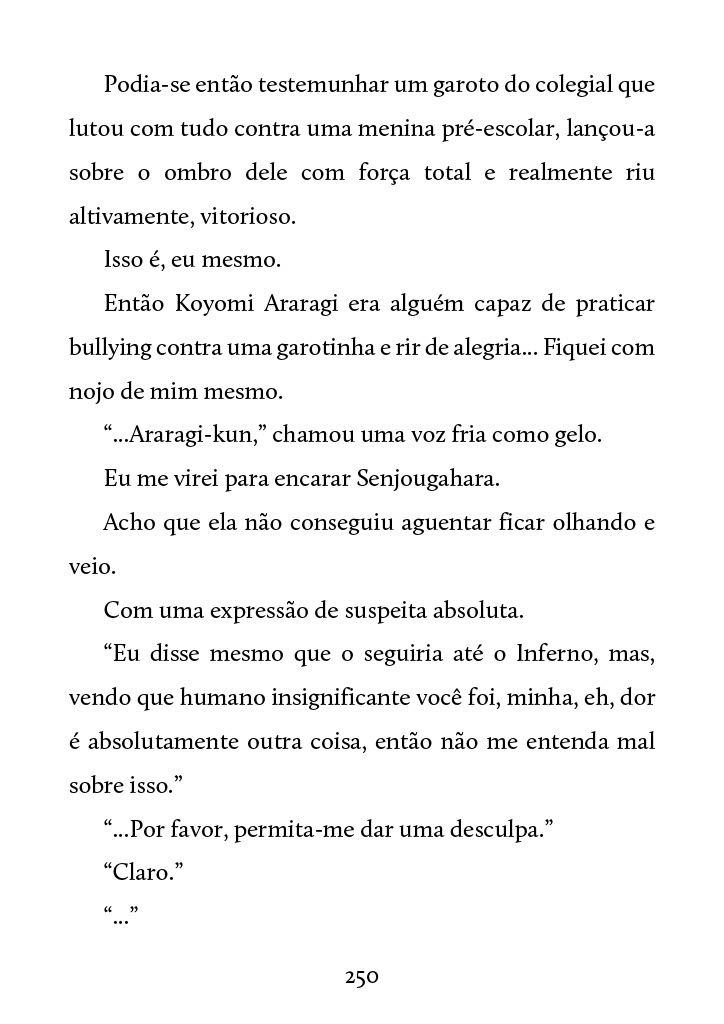 Podia-se então testemunhar um garoto do colegial que
lutou com tudo contra uma menina pré-escolar, lançou-a
sobre o ombro dele com força total e realmente riu
altivamente, vitorioso.
Isso é, eu mesmo.
Então Koyomi Araragi era alguém capaz de praticar
bullying contra uma garotinha e rir de alegria... Fiquei com
nojo de mim mesmo.
“...Araragi-kun,” chamou uma voz fria como gelo.
Eu me virei para encarar Senjougahara.
Acho que ela não conseguiu aguentar ficar olhando e
veio.
Com uma expressão de suspeita absoluta.
“Eu disse mesmo que o seguiria até o Inferno, mas,
vendo que humano insignificante você foi, minha, eh, dor
é absolutamente outra coisa, então não me entenda mal
sobre isso.”
“...Por favor, permita-me dar uma desculpa.”
“Claro.”
“...”
250